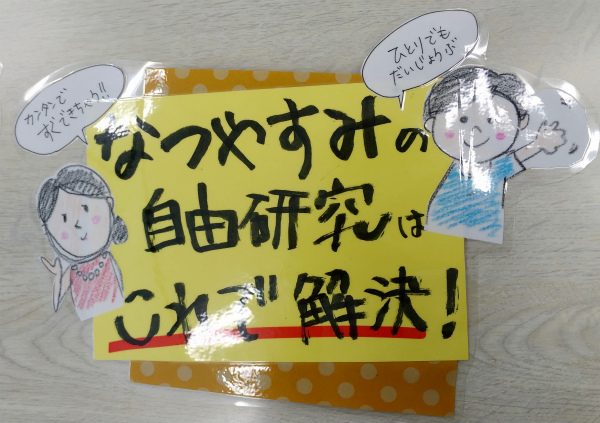 カンタンで
すぐできちゃう!!
ひとりでも
だいじょうぶ
なつやすみの
自由研究は
これで解決!